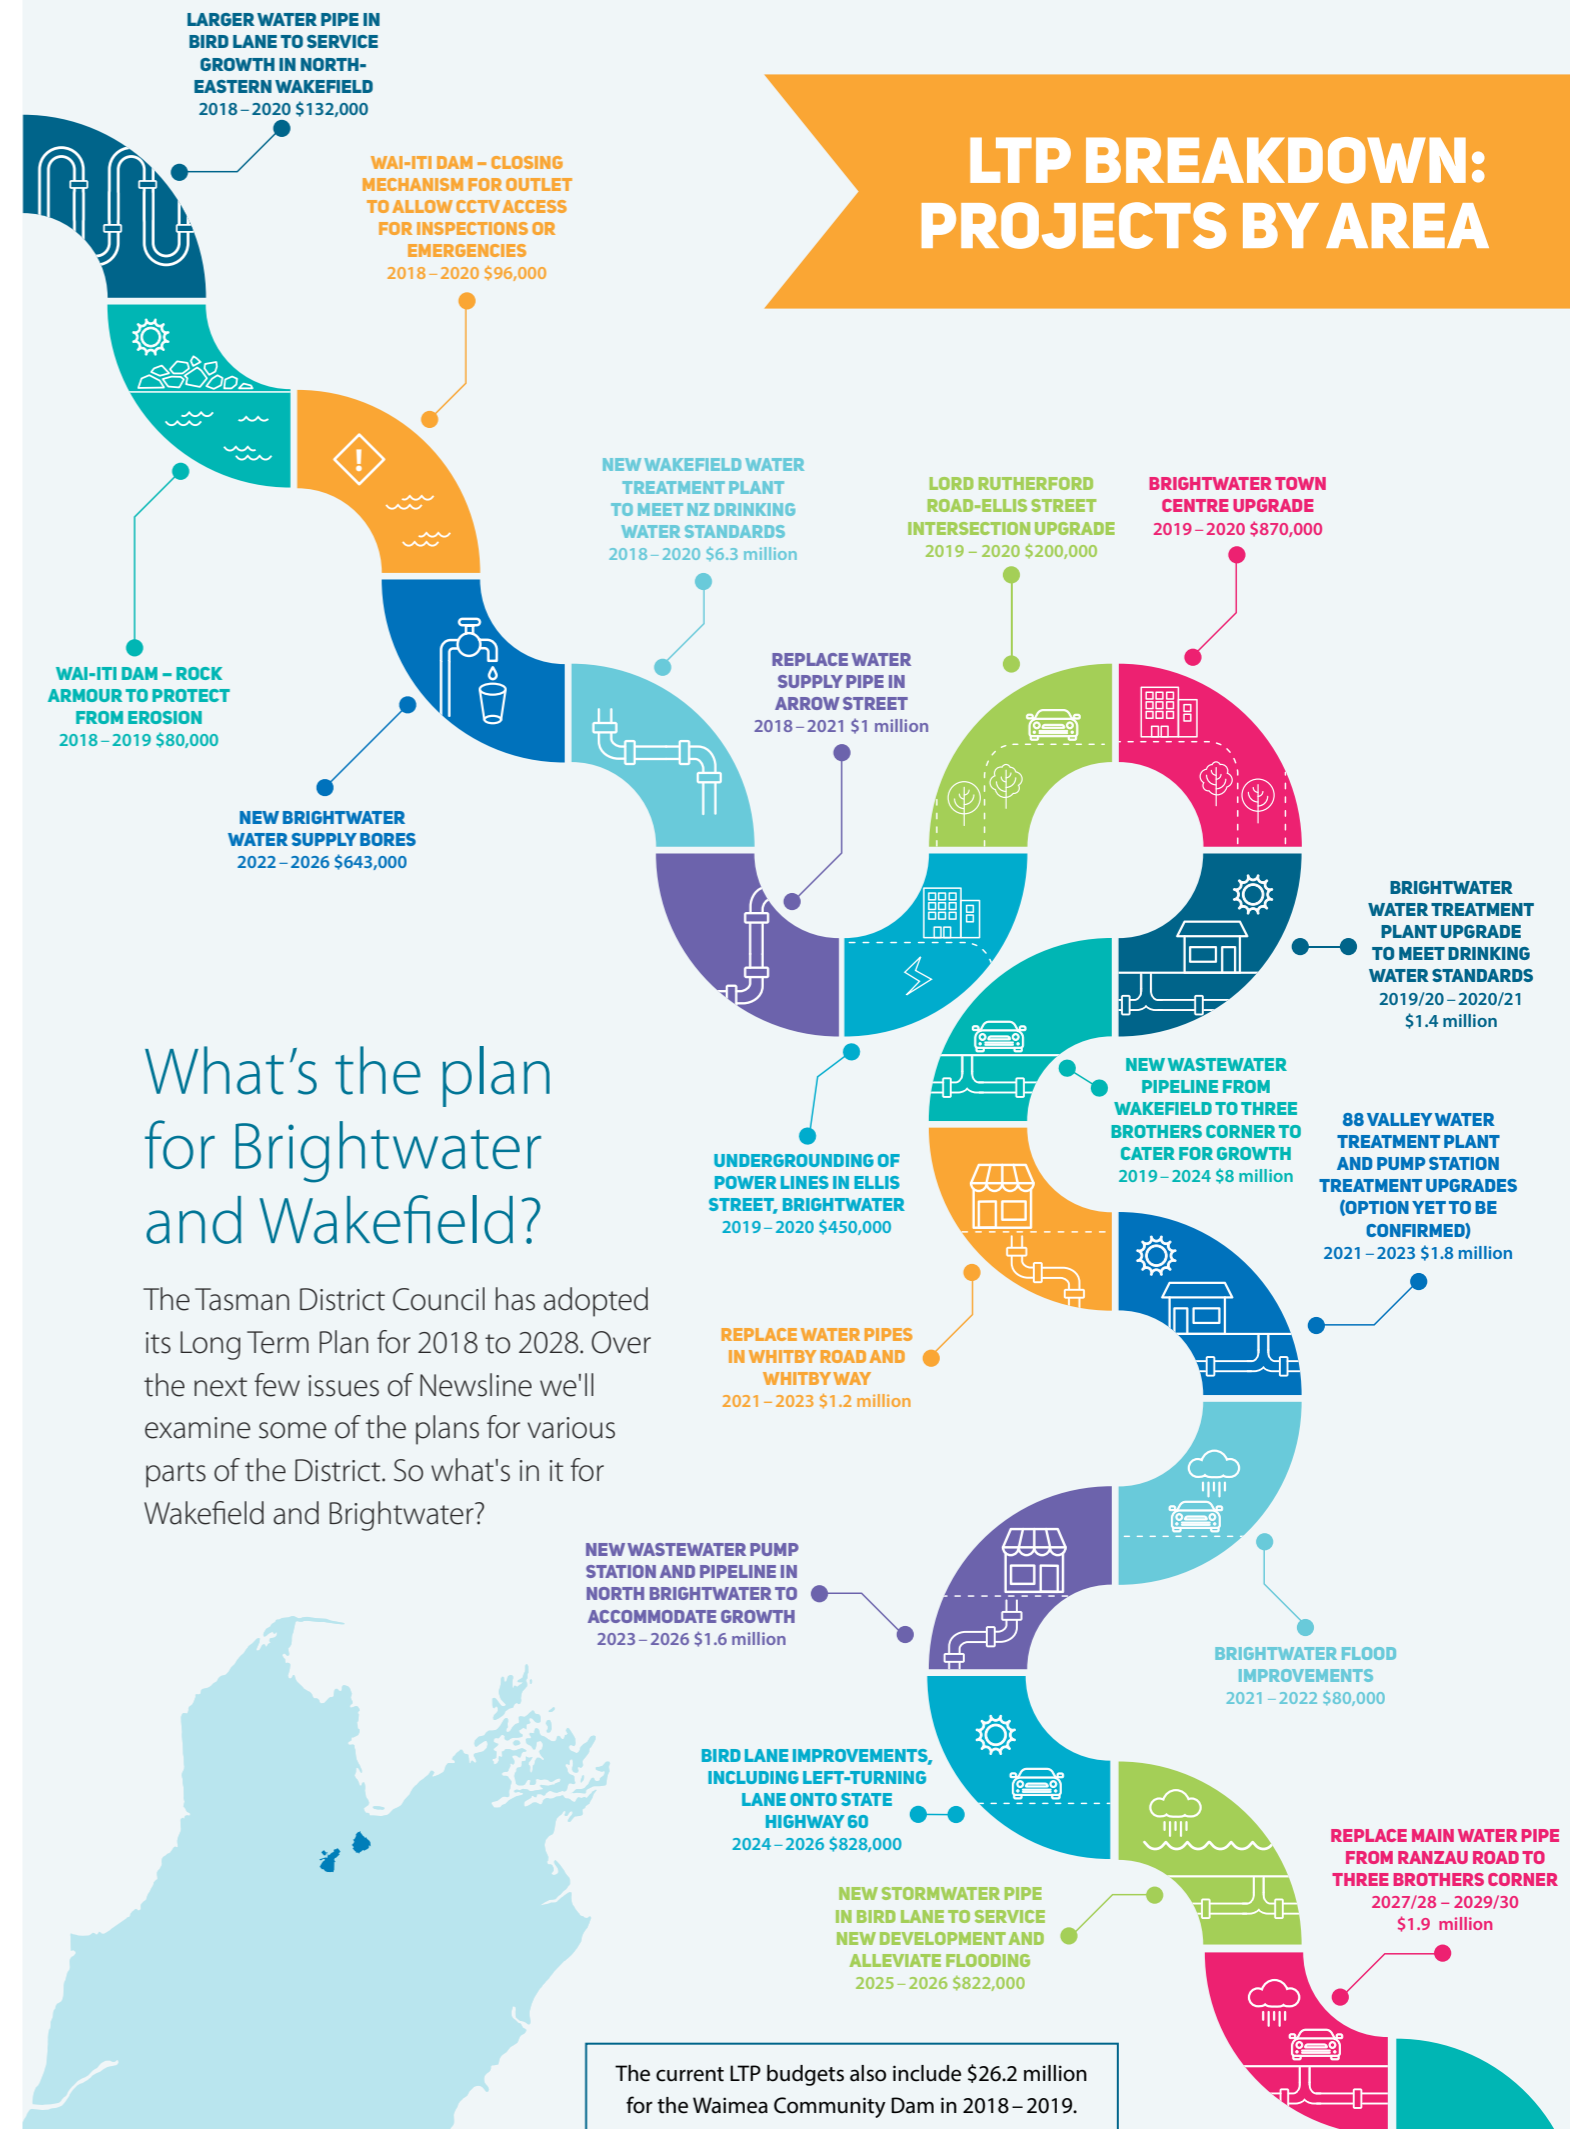 LARGER WATER PIPE IN
BIRD LANE TO SERVICE
GROWTH IN NORTH-
EASTERN WAKEFIELD
2018–2020 $132,000
WAI-ITI DAM – CLOSING
MECHANISM FOR OUTLET
TO ALLOW CCTV ACCESS
FOR INSPECTIONS OR
EMERGENCIES
2018–2020 $96,000
LTP BREAKDOWN:
PROJECTS BY AREA
WAI-ITI DAM – ROCK
ARMOUR TO PROTECT
FROM EROSION
2018–2019 $80,000
NEW BRIGHTWATER
WATER SUPPLY BORES
2022–2026 $643,000
NEW WAKEFIELD WATER
TREATMENT PLANT
TO MEET NZ DRINKING
WATER STANDARDS
2018–2020 $6.3 million
REPLACE WATER
SUPPLY PIPE IN
ARROW STREET
2018–2021 $1 million
LORD RUTHERFORD
ROAD-ELLIS STREET
INTERSECTION UPGRADE
2019 – 2020 $200,000
BRIGHTWATER TOWN
CENTRE UPGRADE
2019–2020 $870,000
BRIGHTWATER
WATER TREATMENT
PLANT UPGRADE
TO MEET DRINKING
WATER STANDARDS
2019/20–2020/21
$1.4 million
What's the plan
for Brightwater
and Wakefield?
The Tasman District Council has adopted
its Long Term Plan for 2018 to 2028. Over
the next few issues of Newsline we'll
examine some of the plans for various
parts of the District. So what's in it for
Wakefield and Brightwater?
UNDERGROUNDING OF
POWER LINES IN ELLIS
STREET, BRIGHTWATER
2019–2020 $450,000
NEW WASTEWATER
PIPELINE FROM
WAKEFIELD TO THREE
BROTHERS CORNER TO
CATER FOR GROWTH
2019–2024 $8 million
88 VALLEY WATER
TREATMENT PLANT
AND PUMP STATION
TREATMENT UPGRADES
(OPTION YET TO BE
CONFIRMED)
2021–2023 $1.8 million
REPLACE WATER PIPES
IN WHITBY ROAD AND
WHITBY WAY
2021–2023 $1.2 million
NEW WASTEWATER PUMP
STATION AND PIPELINE IN
NORTH BRIGHTWATER TO
ACCOMMODATE GROWTH
2023–2026 $1.6 million
BRIGHTWATER FLOOD
IMPROVEMENTS
2021–2022 $80,000
BIRD LANE IMPROVEMENTS,
INCLUDING LEFT-TURNING
LANE ONTO STATE
HIGHWAY 60
2024–2026 $828,000
NEW STORMWATER PIPE
IN BIRD LANE TO SERVICE
NEW DEVELOPMENT AND
ALLEVIATE FLOODING
2025–2026 $822,000
REPLACE MAIN WATER PIPE
FROM RANZAU ROAD TO
THREE BROTHERS CORNER
2027/28 – 2029/30
$1.9 million
The current LTP budgets also include $26.2 million
for the Waimea Community Dam in 2018–2019.